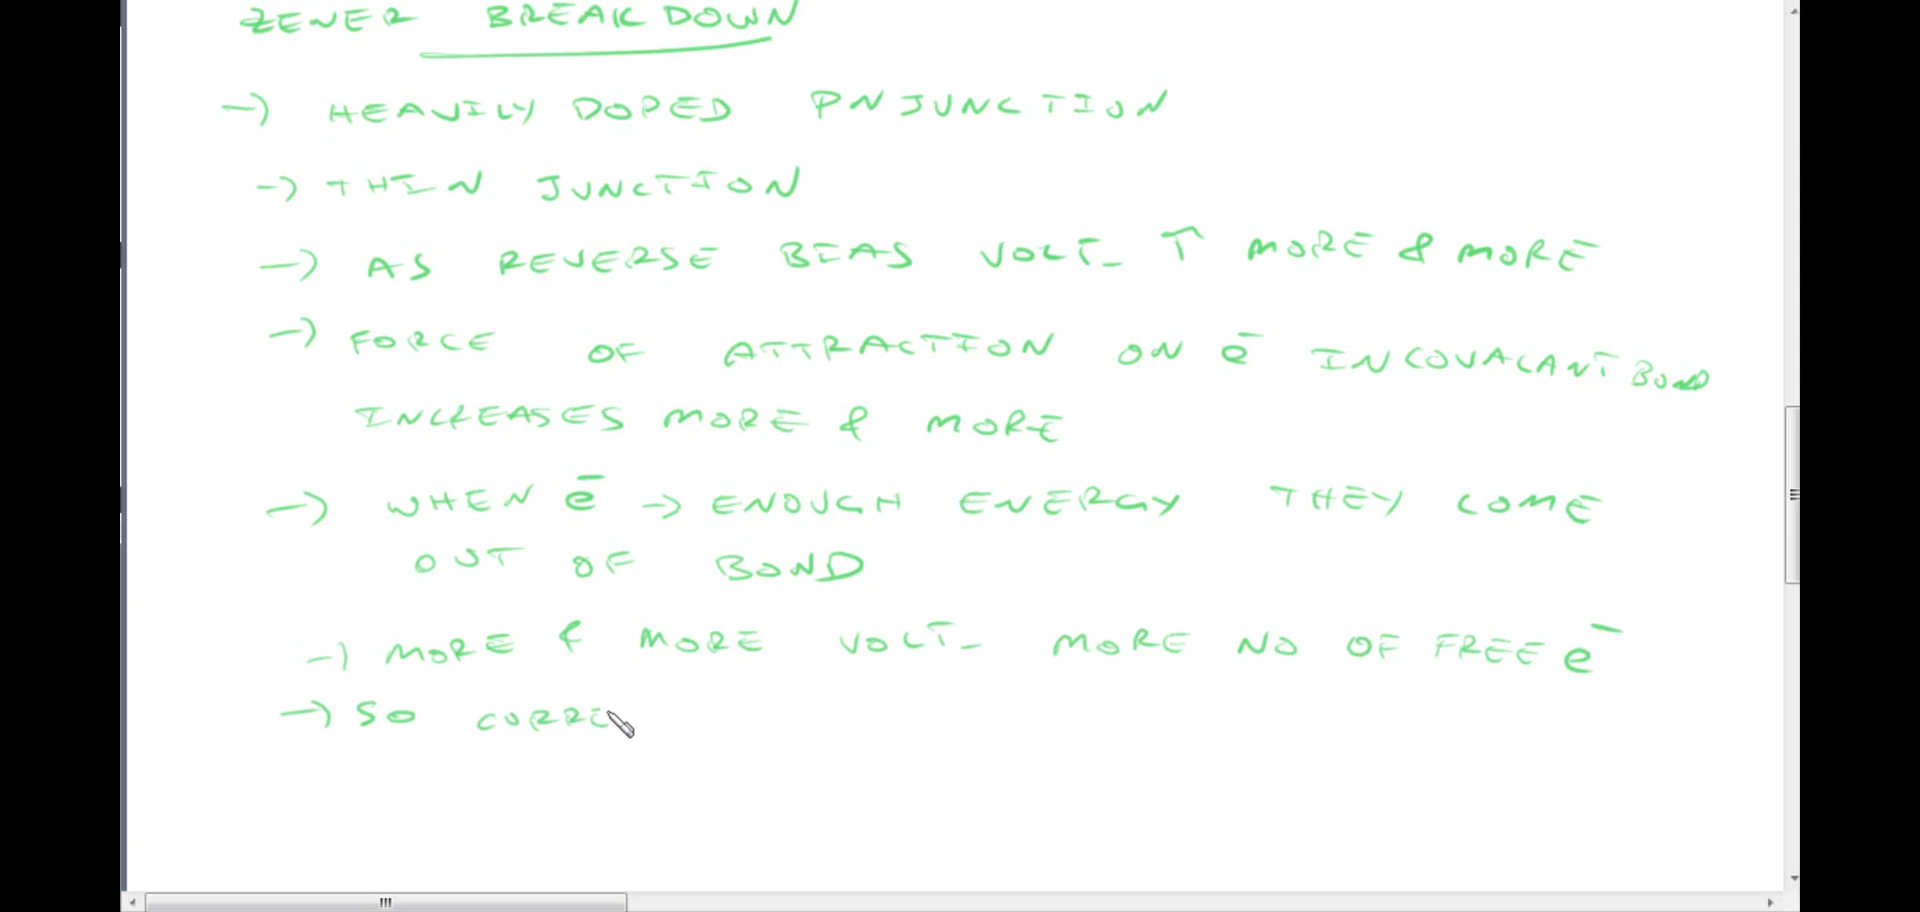 ZENER BREAKDOWN
→ HEAVILY DOPED PN JUNCTION
→ THIN JUNCTION
→ AS REVERSE BIAS VOLT_ ↑ MORE & MORE
→ FORCE OF ATTRACTION ON e⁻ IN COVALANT BOND
INCREASES MORE & MORE
→ WHEN e⁻ → ENOUGH ENERGY THEY COME
OUT OF BOND
→ MORE & MORE VOLT_ MORE NO OF FREE e⁻
→ SO CURRE